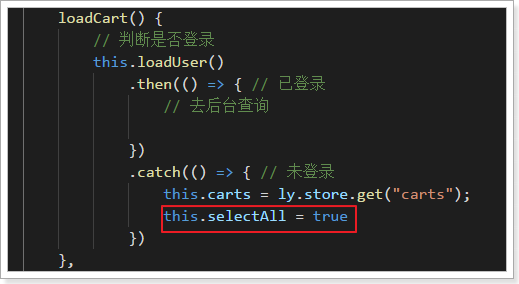 loadCart() {
// 判断是否登录
this.loadUser()
.then(() => { // 已登录
// 去后台查询
})
.catch(() => { // 未登录
this.carts = ly.store.get("carts");
this.selectAll = true
})
},